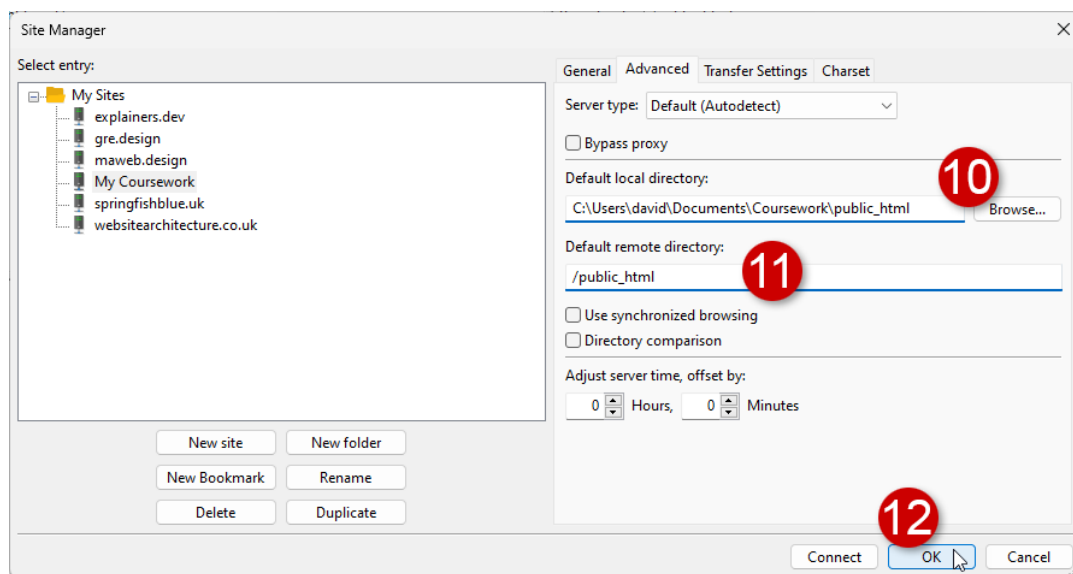 Site Manager
Select entry:
My Sites
explainers.dev
gre.design
maweb.design
My Coursework
springfishblue.uk
websitearchitecture.co.uk
New site New folder
New Bookmark Rename
Delete Duplicate
General Advanced Transfer Settings Charset
Server type: Default (Autodetect)
Bypass proxy
Default local directory:
10
C:\Users\david\Documents\Coursework\public_html Browse...
Default remote directory:
11
/public_html
Use synchronized browsing
Directory comparison
Adjust server time, offset by:
0 Hours, 0 Minutes
12
Connect OK Cancel